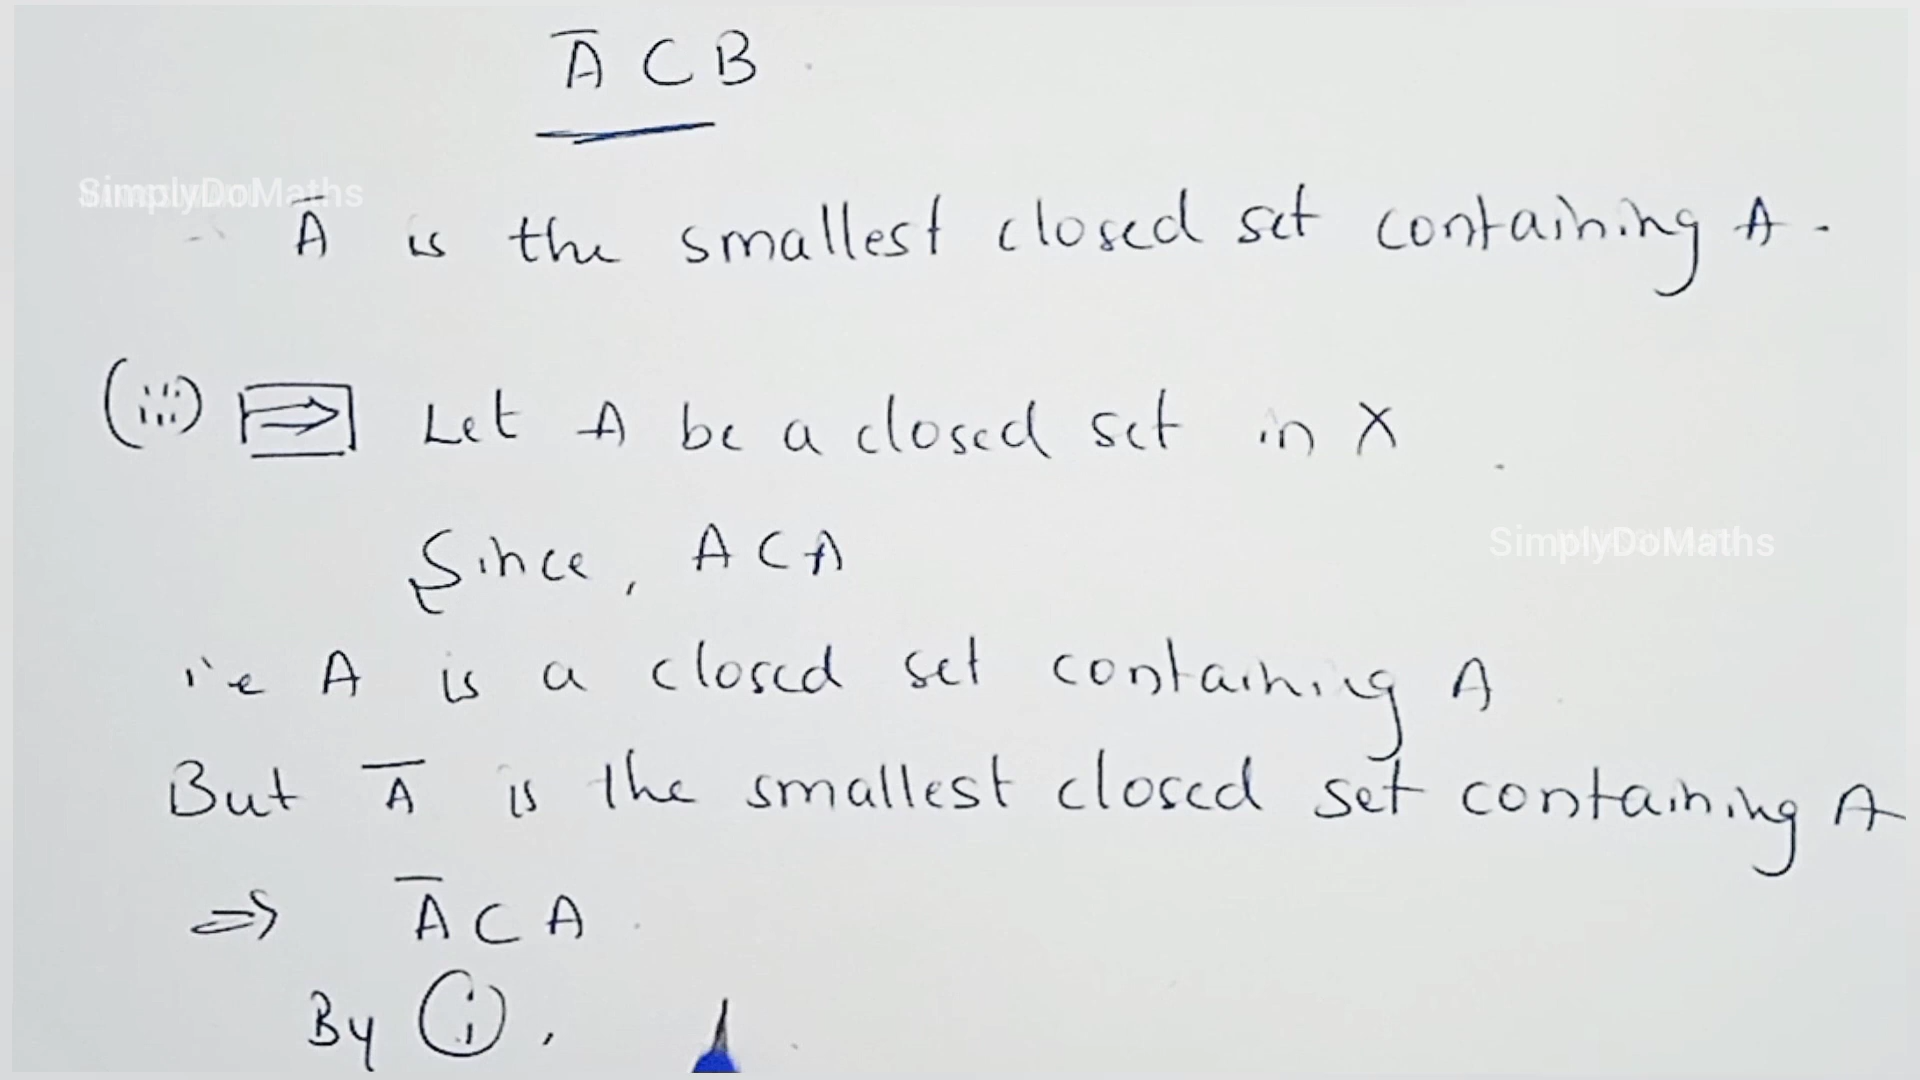 A̅ ⊂ B
SimplyDoMaths
A̅ is the smallest closed set containing A.
(iii) ⇒ Let A be a closed set in X
Since, A ⊂ A
SimplyDoMaths
i.e A is a closed set containing A
But A̅ is the smallest closed set containing A
⇒ A̅ ⊂ A
By (i),